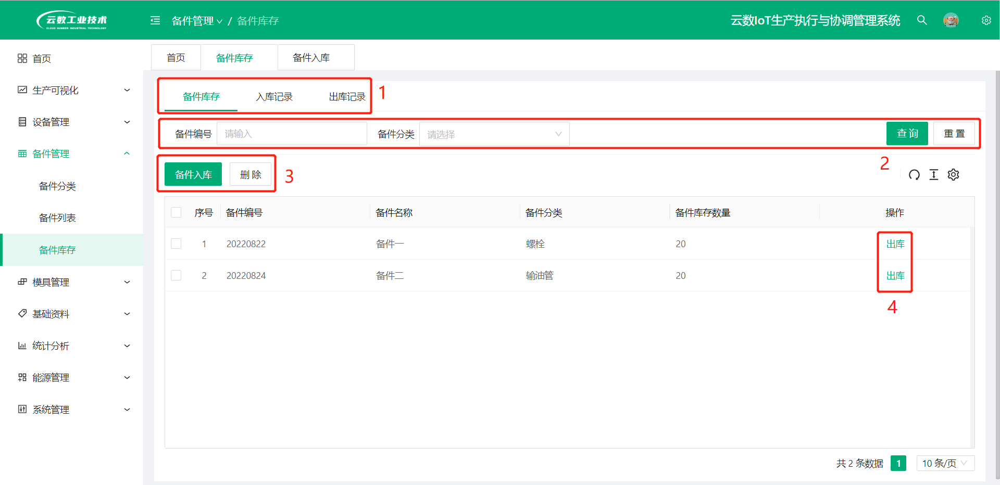 云数工业技术
CLOUD NUMBER INDUSTRIAL TECHNOLOGY
备件管理 / 备件库存
云数IoT生产执行与协调管理系统
首页
生产可视化
设备管理
备件管理
备件分类
备件列表
备件库存
模具管理
基础资料
统计分析
能源管理
系统管理
首页 备件库存 备件入库
备件库存 入库记录 出库记录 1
备件编号 请输入 备件分类 请选择 查询 重置
2
备件入库 删除 3
序号 备件编号 备件名称 备件分类 备件库存数量 操作
1 20220822 备件一 螺栓 20 出库
2 20220824 备件二 输油管 20 出库
4
共 2 条数据 1 10 条/页